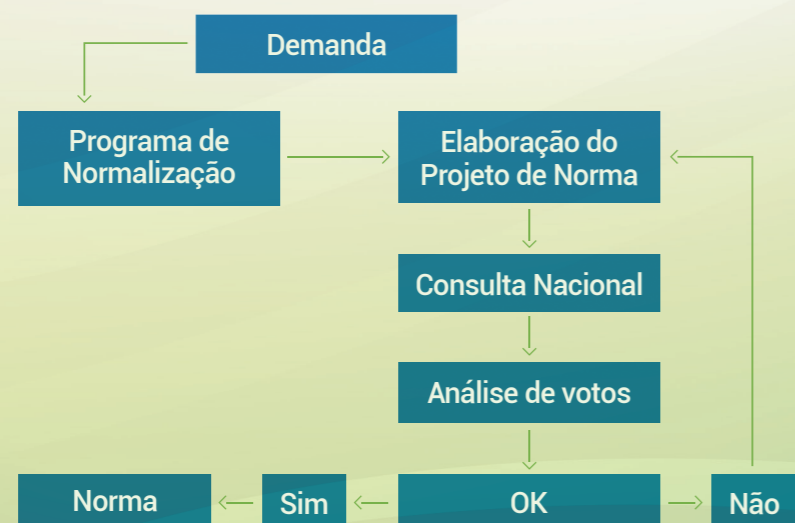 Demanda
Programa de
Normalização
Elaboração do
Projeto de Norma
Consulta Nacional
Análise de votos
Norma
Sim
OK
Não